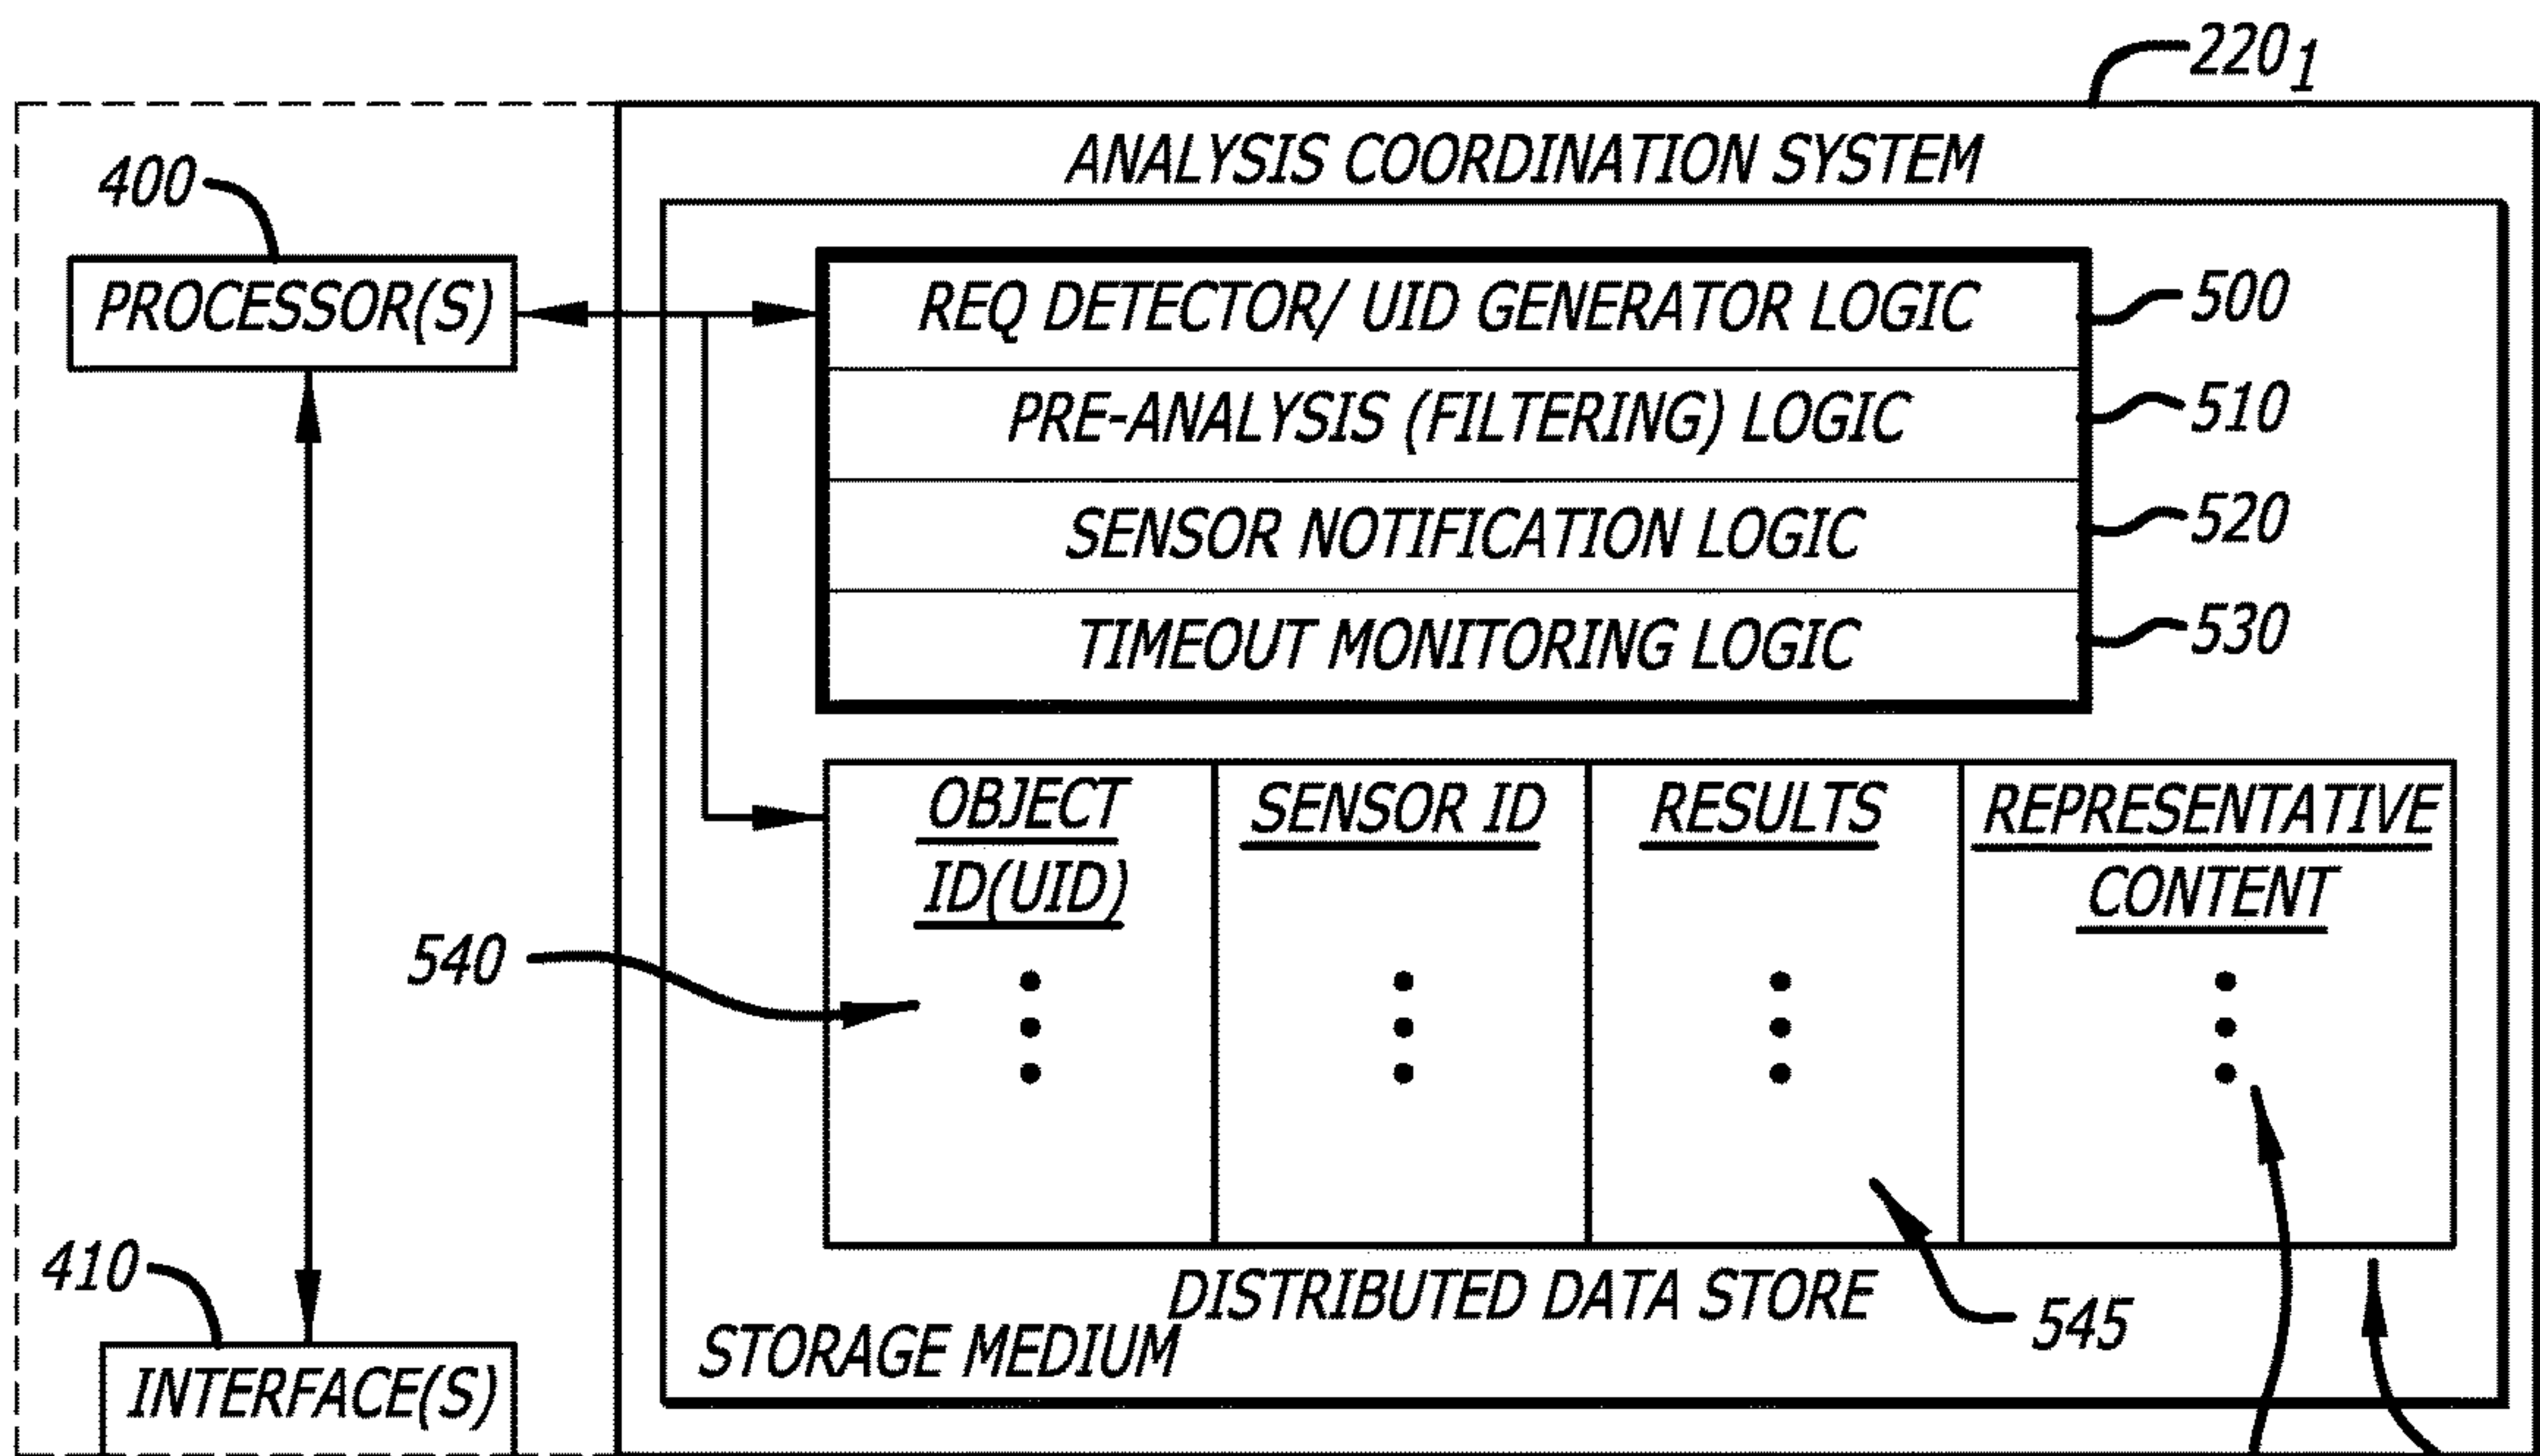 220₁
ANALYSIS COORDINATION SYSTEM
400
PROCESSOR(S)
REQ DETECTOR/ UID GENERATOR LOGIC
500
PRE-ANALYSIS (FILTERING) LOGIC
510
SENSOR NOTIFICATION LOGIC
520
TIMEOUT MONITORING LOGIC
530
OBJECT
ID(UID)
SENSOR ID
RESULTS
REPRESENTATIVE
CONTENT
540
DISTRIBUTED DATA STORE
545
STORAGE MEDIUM
410
INTERFACE(S)